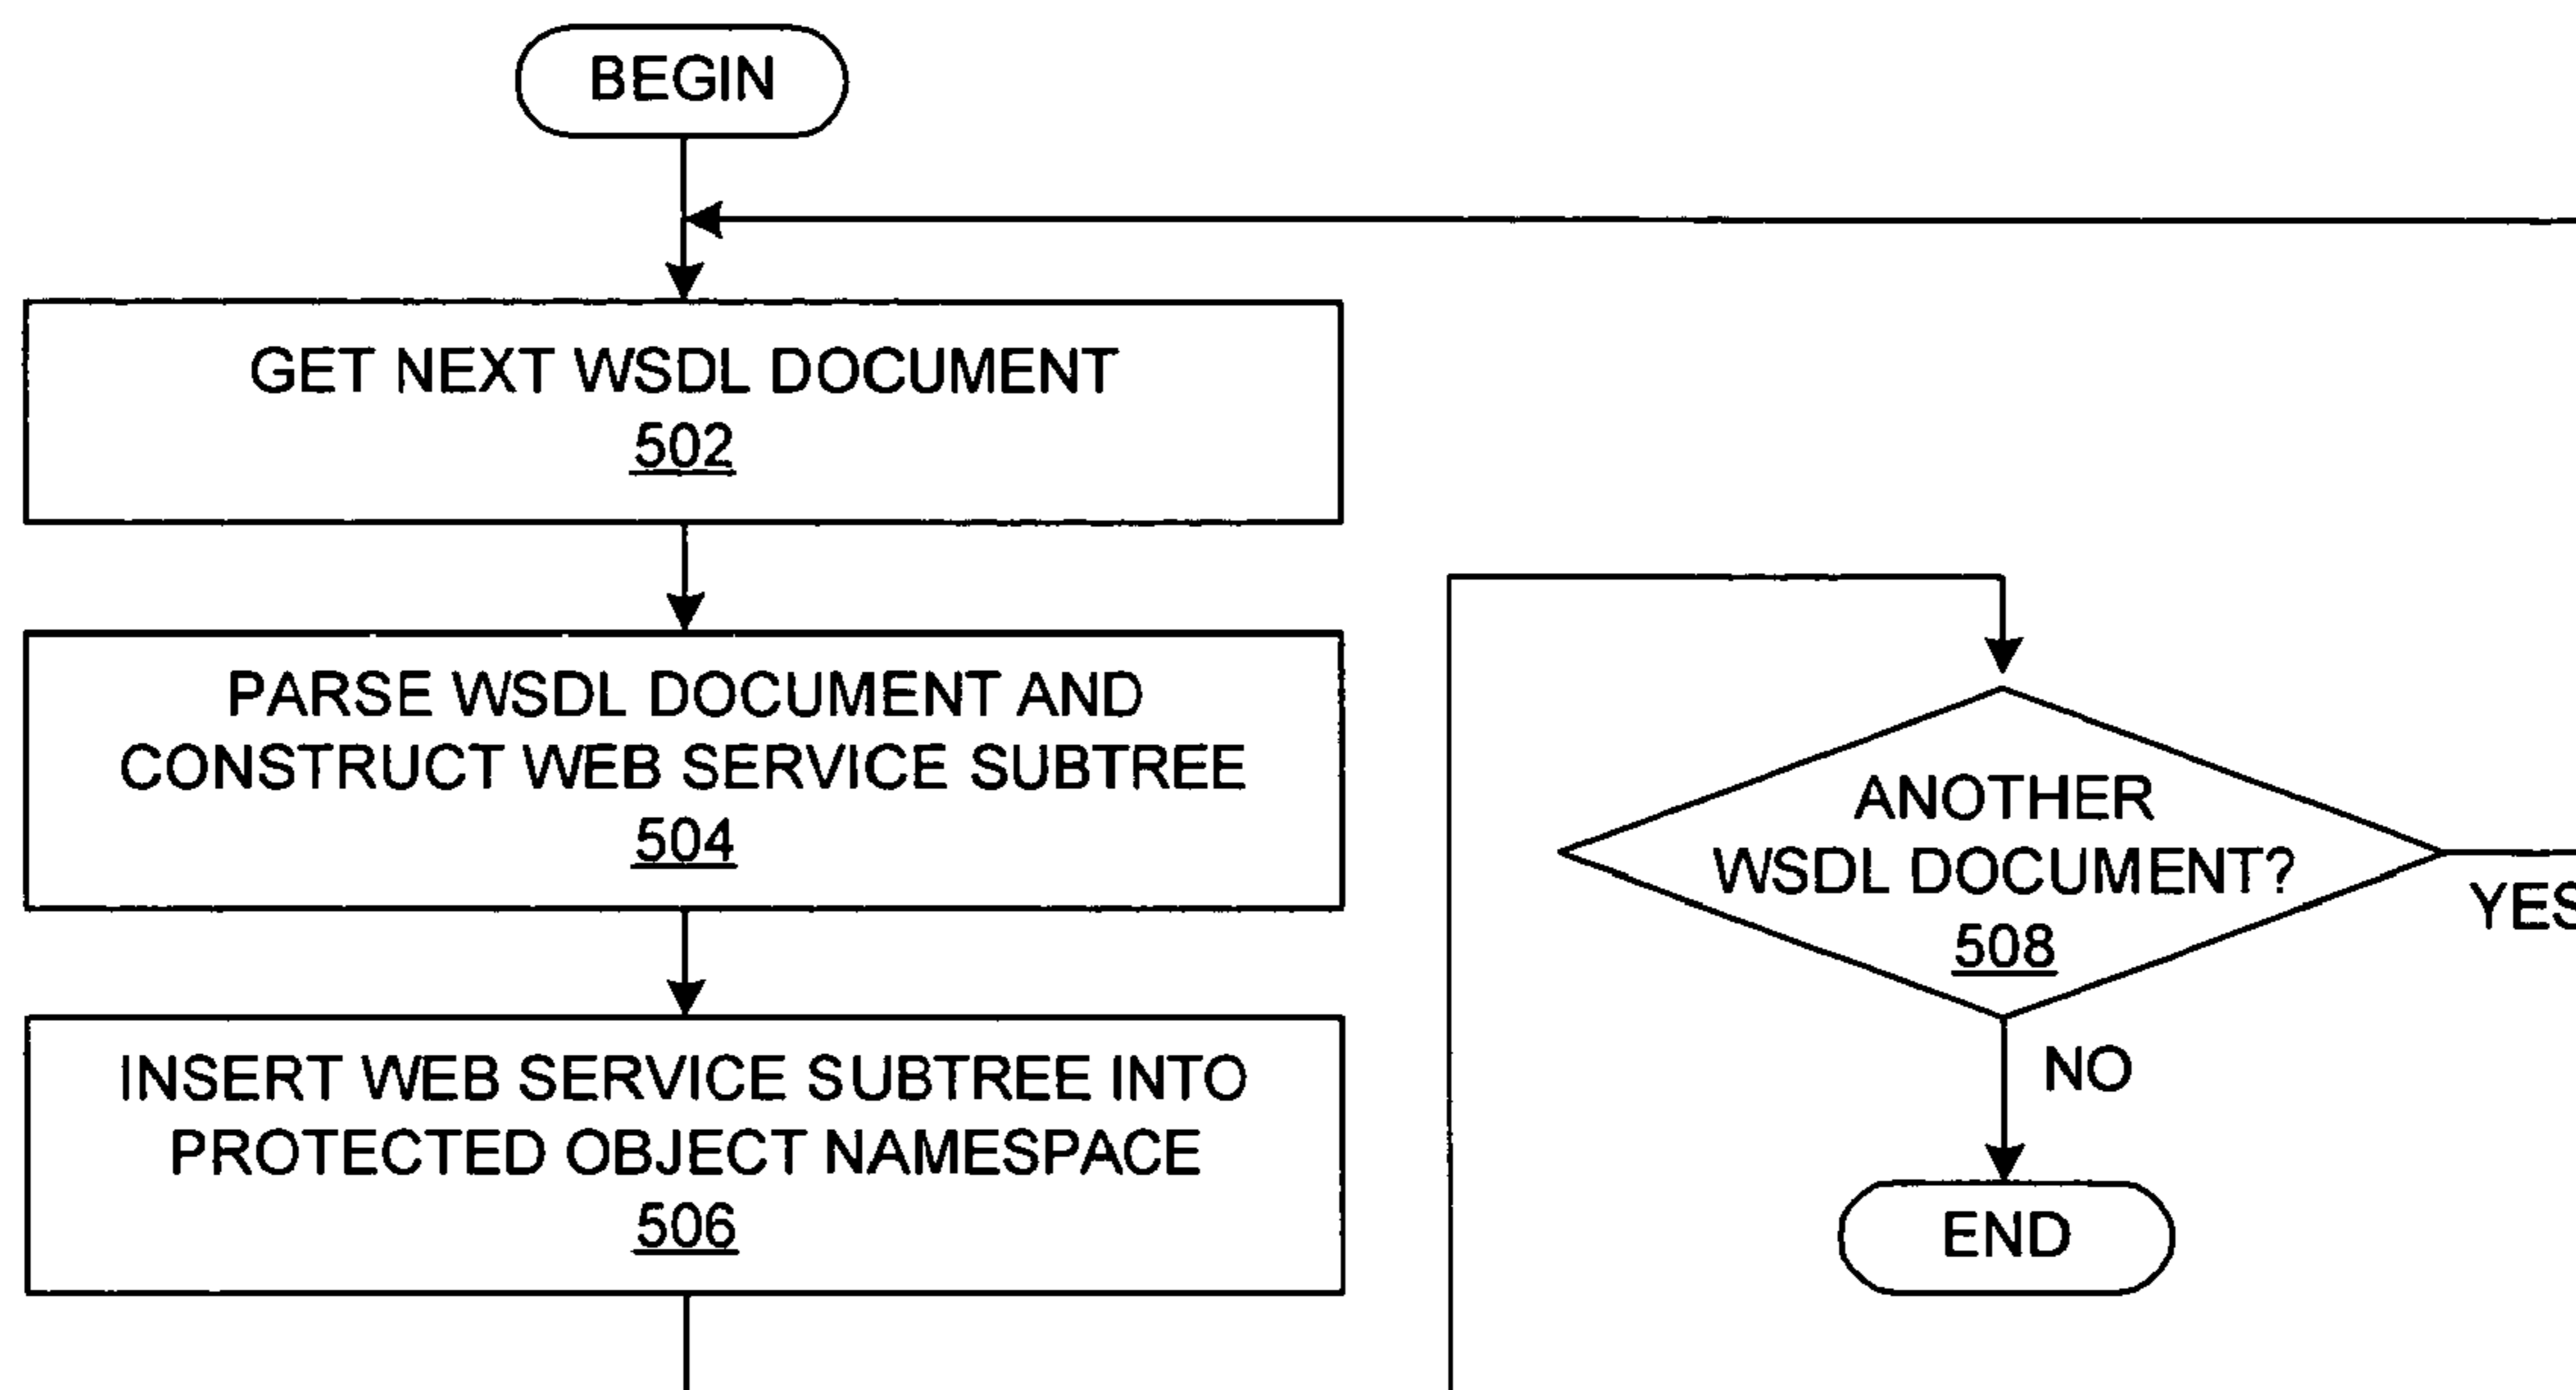 BEGIN
GET NEXT WSDL DOCUMENT
502
PARSE WSDL DOCUMENT AND
CONSTRUCT WEB SERVICE SUBTREE
504
INSERT WEB SERVICE SUBTREE INTO
PROTECTED OBJECT NAMESPACE
506
ANOTHER
WSDL DOCUMENT?
508
YES
NO
END